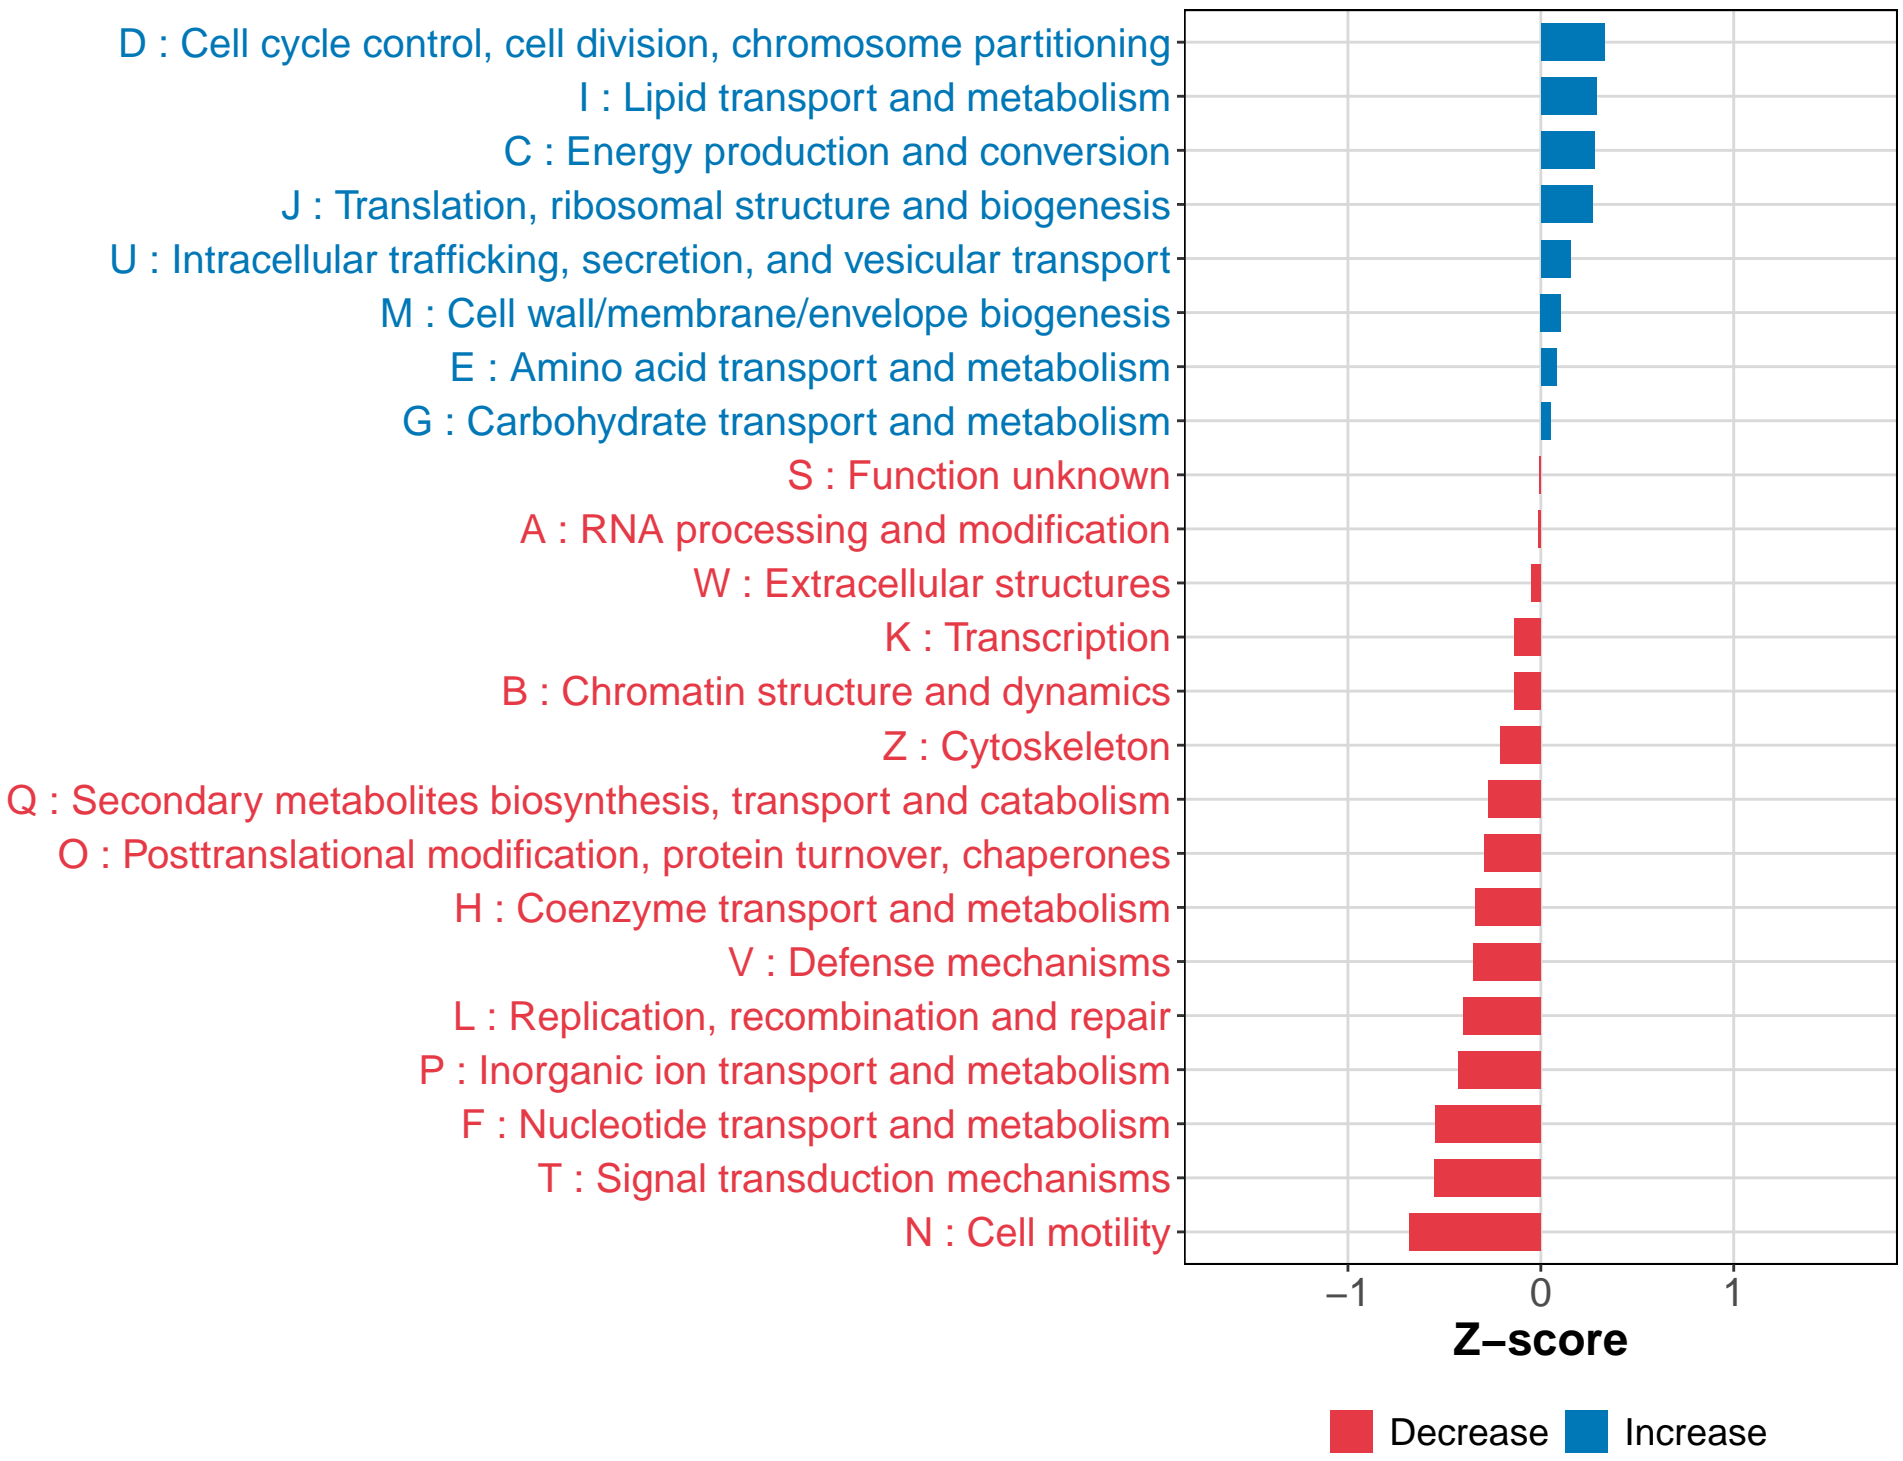 D : Cell cycle control, cell division, chromosome partitioning
I : Lipid transport and metabolism
C : Energy production and conversion
J : Translation, ribosomal structure and biogenesis
U : Intracellular trafficking, secretion, and vesicular transport
M : Cell wall/membrane/envelope biogenesis
E : Amino acid transport and metabolism
G : Carbohydrate transport and metabolism
S : Function unknown
A : RNA processing and modification
W : Extracellular structures
K : Transcription
B : Chromatin structure and dynamics
Z : Cytoskeleton
Q : Secondary metabolites biosynthesis, transport and catabolism
O : Posttranslational modification, protein turnover, chaperones
H : Coenzyme transport and metabolism
V : Defense mechanisms
L : Replication, recombination and repair
P : Inorganic ion transport and metabolism
F : Nucleotide transport and metabolism
T : Signal transduction mechanisms
N : Cell motility
−1 0 1
Z−score
Decrease Increase